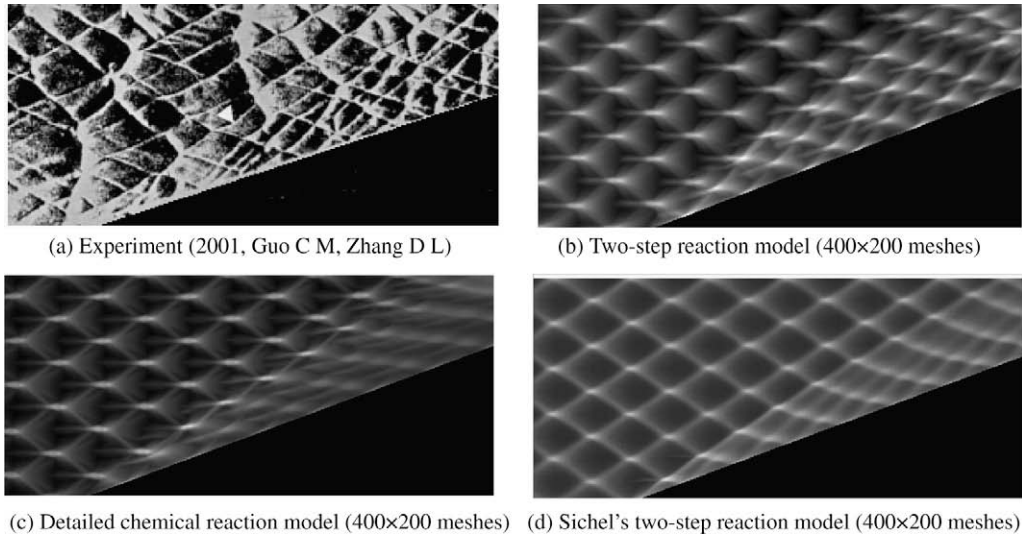 (a) Experiment (2001, Guo C M, Zhang D L)
(b) Two-step reaction model (400×200 meshes)
(c) Detailed chemical reaction model (400×200 meshes)
(d) Sichel's two-step reaction model (400×200 meshes)